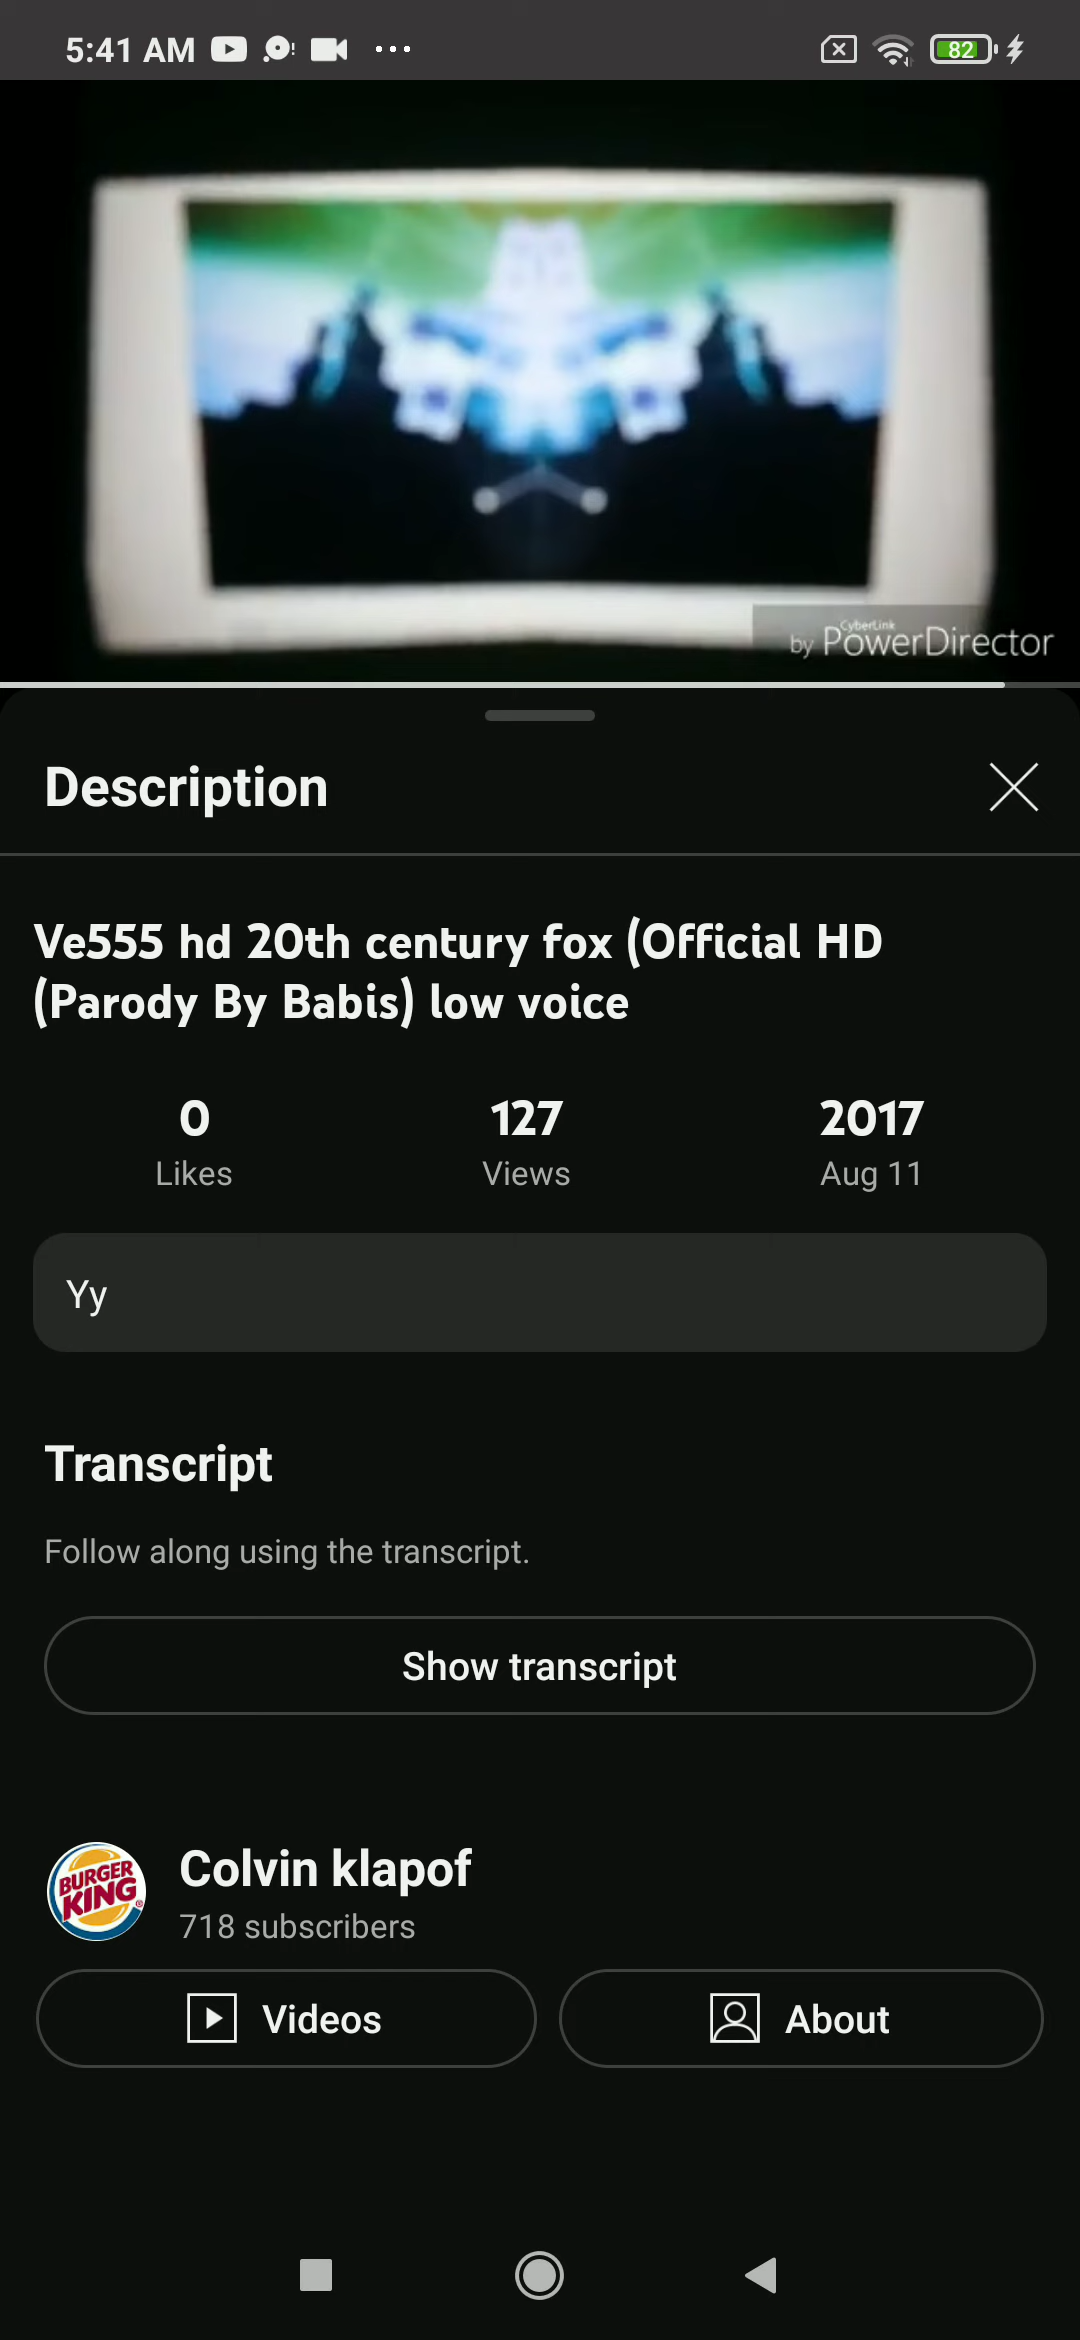 5:41 AM
82
CyberLink
by PowerDirector
Description
Ve555 hd 20th century fox (Official HD
(Parody By Babis) low voice
0
127
2017
Likes
Views
Aug 11
Yy
Transcript
Follow along using the transcript.
Show transcript
BURGER
KING
®
Colvin klapof
718 subscribers
Videos
About